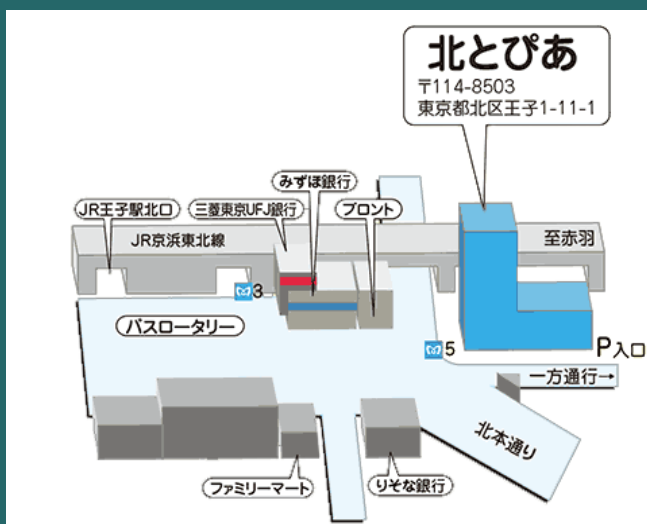 北とぴあ
〒114-8503
東京都北区王子1-11-1
みずほ銀行
JR王子駅北口
三菱東京UFJ銀行
プロント
JR京浜東北線
至赤羽
3
バスロータリー
5
P入口
一方通行→
北本通り
ファミリーマート
りそな銀行